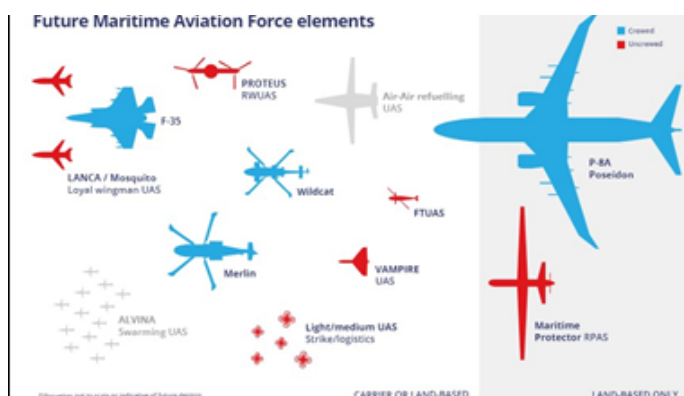 Future Maritime Aviation Force elements
Crewed
Uncrewed
PROTEUS
RWUAS
Air-Air refuelling
UAS
F-35
P-8A
Poseidon
LANCA / Mosquito
Loyal wingman UAS
Wildcat
FTUAS
Merlin
VAMPIRE
UAS
ALVINA
Swarming UAS
Light/medium UAS
Strike/logistics
Maritime
Protector RPAS
CARRIER OR LAND-BASED
LAND-BASED ONLY